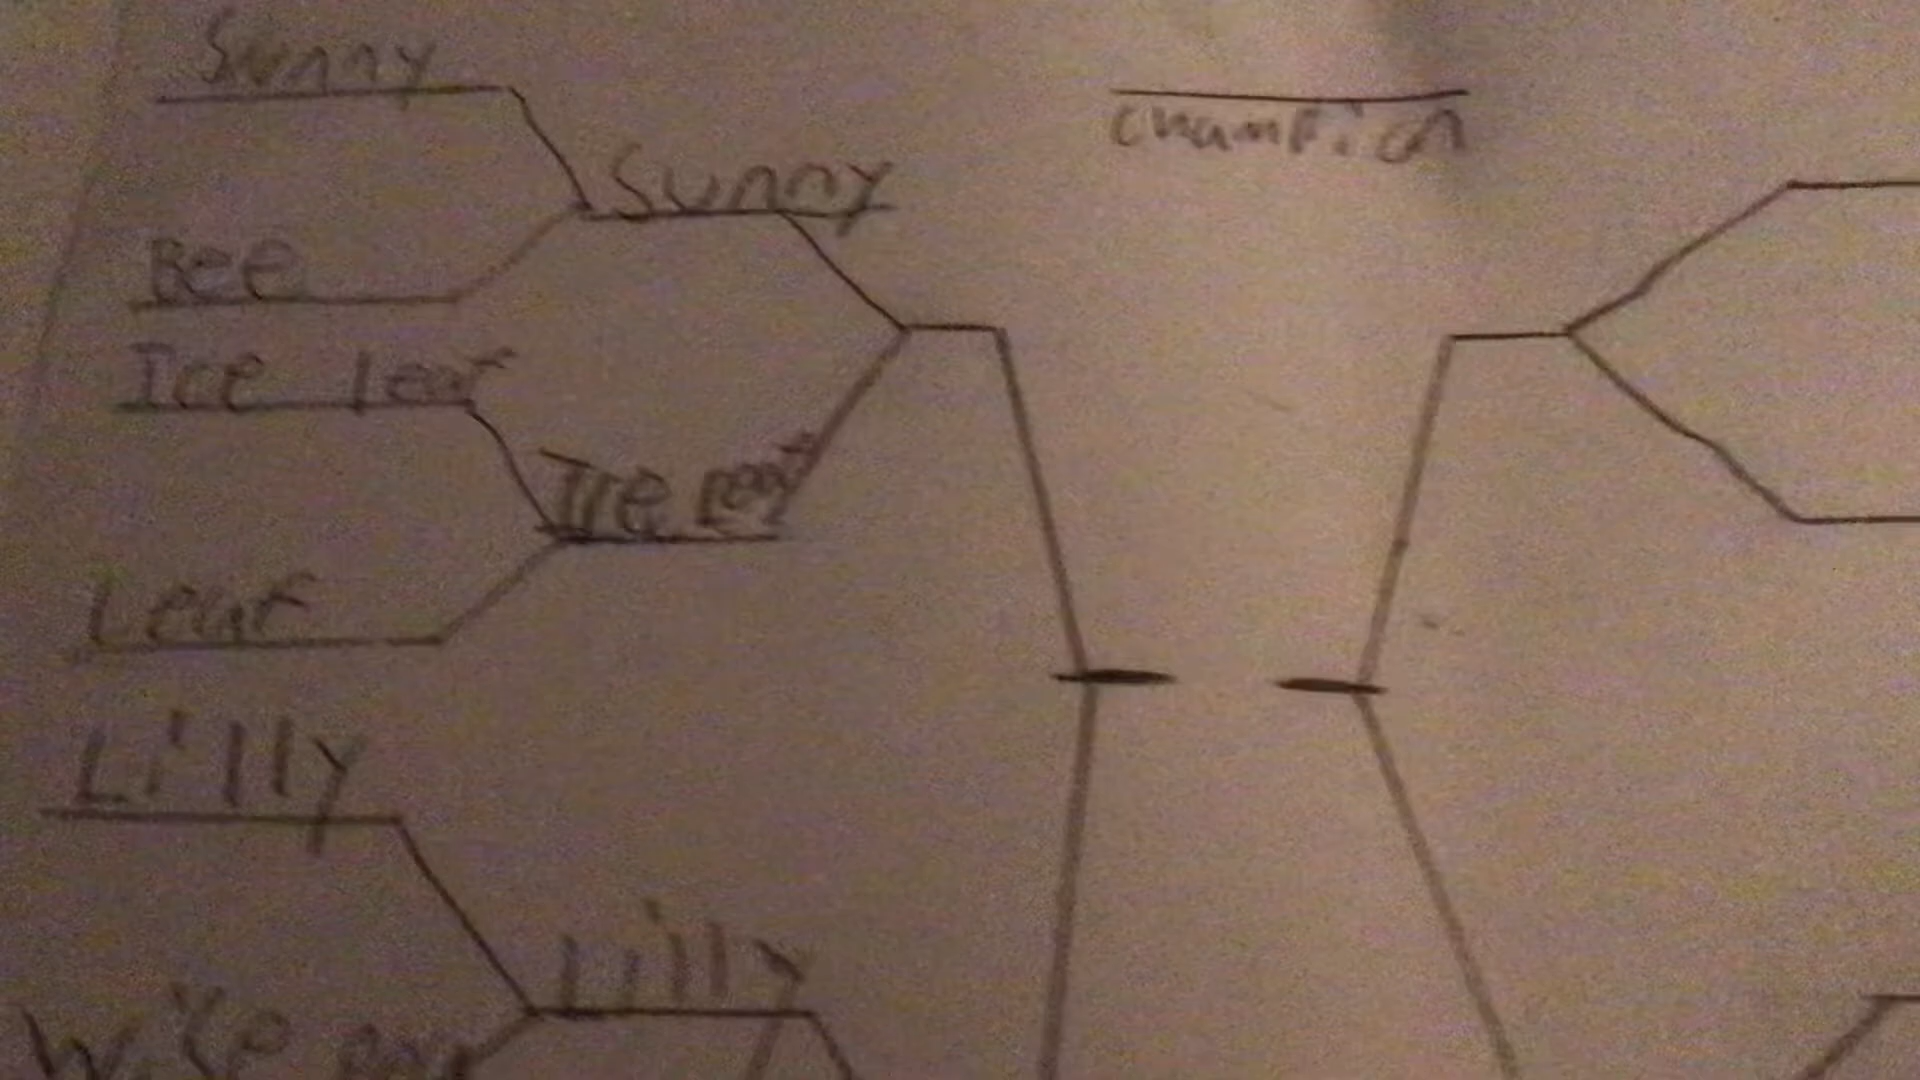 Sunny
Sunny
champion
Bee
Ice leaf
Ice leaf
Leaf
Lilly
Lilly